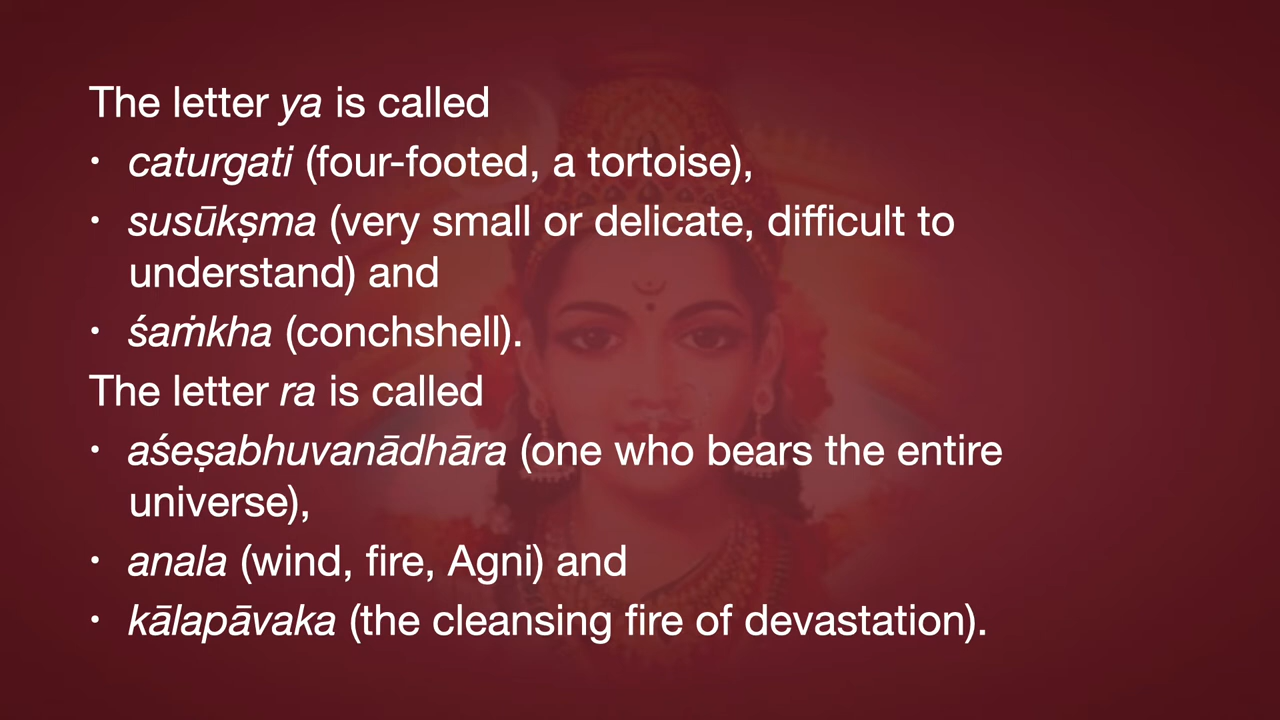 The letter ya is called
• caturgati (four-footed, a tortoise),
• susūkṣma (very small or delicate, difficult to
understand) and
• śaṁkha (conchshell).
The letter ra is called
• aśeṣabhuvanādhāra (one who bears the entire
universe),
• anala (wind, fire, Agni) and
• kālapāvaka (the cleansing fire of devastation).